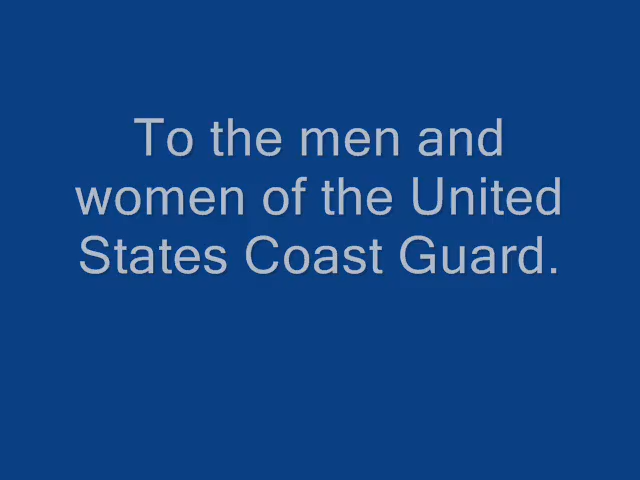 To the men and
women of the United
States Coast Guard.